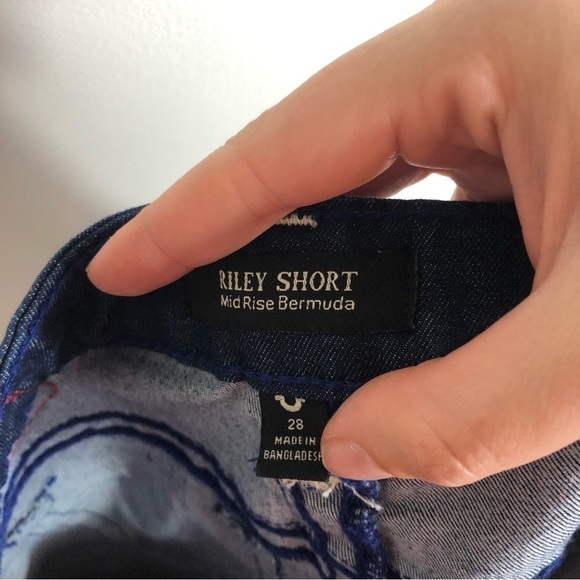 RILEY SHORT
Mid Rise Bermuda
28
MADE IN
BANGLADESH